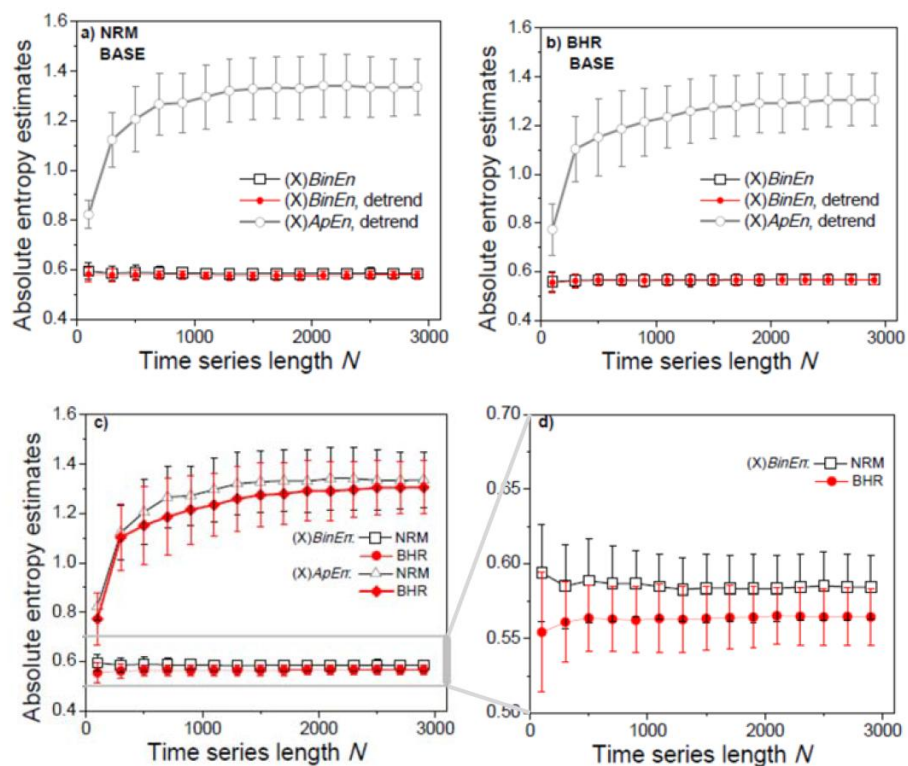 a) NRM
BASE
Absolute entropy estimates
1.6
1.4
1.2
1.0
0.8
0.6
0.4
(X)BinEn
(X)BinEn, detrend
(X)ApEn, detrend
0
1000
2000
3000
Time series length N
b) BHR
BASE
Absolute entropy estimates
1.6
1.4
1.2
1.0
0.8
0.6
0.4
(X)BinEn
(X)BinEn, detrend
(X)ApEn, detrend
0
1000
2000
3000
Time series length N
c)
Absolute entropy estimates
1.6
1.4
1.2
1.0
0.8
0.6
0.4
(X)BinEn: NRM
BHR
(X)ApEn: NRM
BHR
0
1000
2000
3000
Time series length N
d)
0.70
0.65
0.60
0.55
0.50
(X)BinEn: NRM
BHR
0
1000
2000
3000
Time series length N